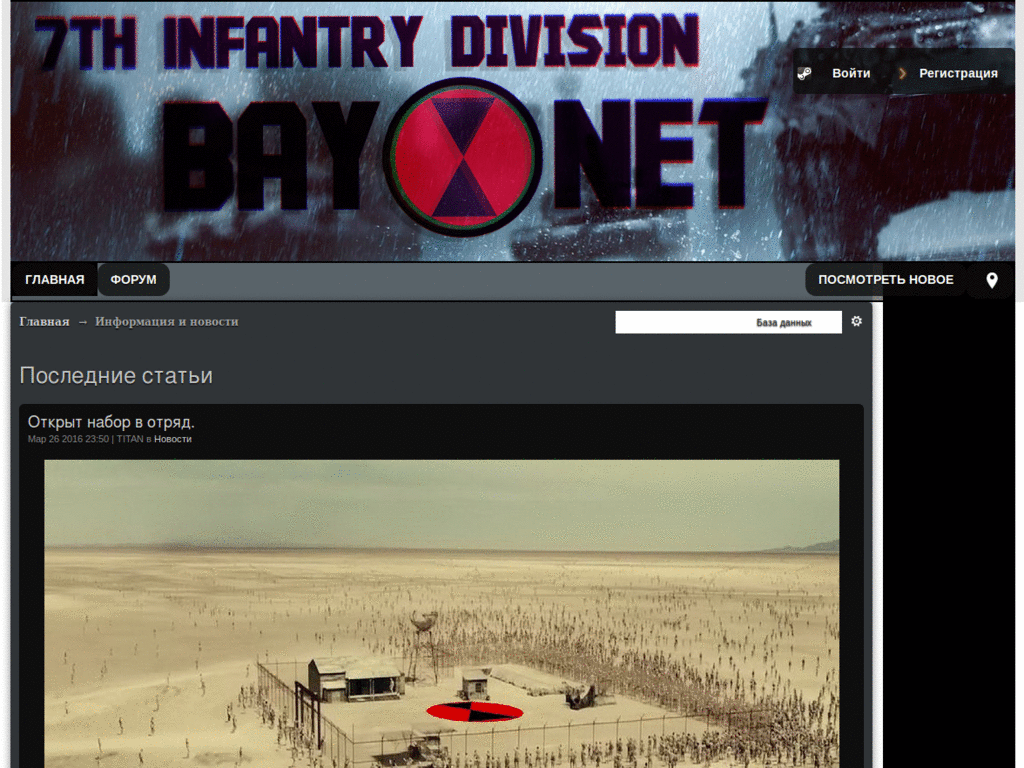 7TH INFANTRY DIVISION
BAY NET
Войти
Регистрация
ГЛАВНАЯ
ФОРУМ
ПОСМОТРЕТЬ НОВОЕ
Главная → Информация и новости
База данных
Последние статьи
Открыт набор в отряд.
Мар 26 2016 23:50 | TITAN в Новости